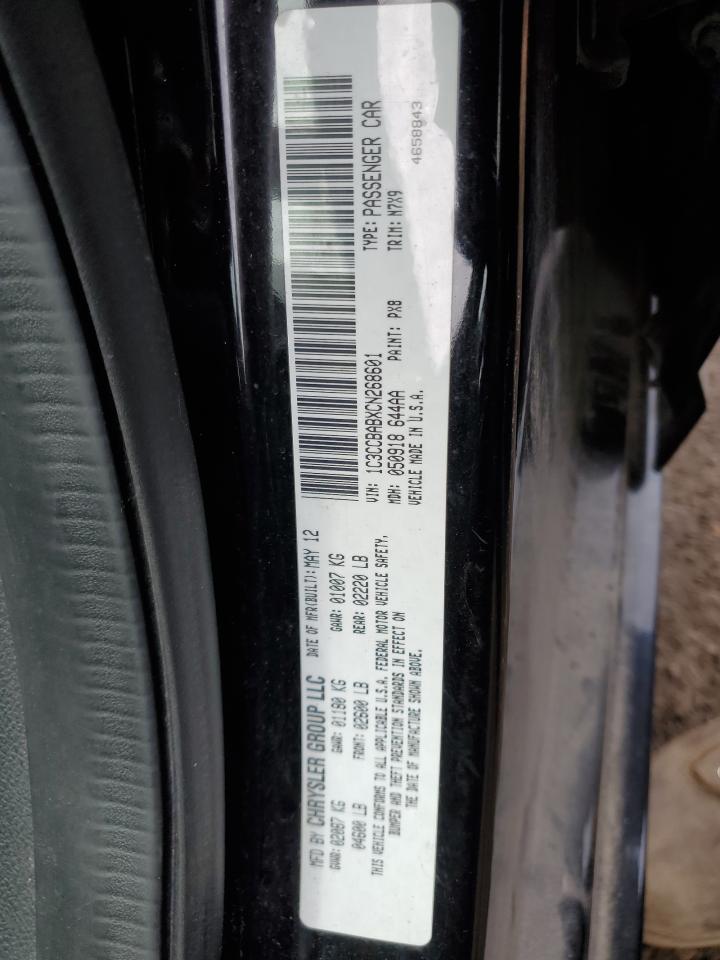 MFD BY CHRYSLER GROUP LLC DATE OF MFR(BUILT): MAY 12
GVWR: 02087 KG GAWR: 01180 KG GAWR: 01007 KG
04600 LB FRONT: 02600 LB REAR: 02220 LB
THIS VEHICLE CONFORMS TO ALL APPLICABLE U.S.A. FEDERAL MOTOR VEHICLE SAFETY,
BUMPER AND THEFT PREVENTION STANDARDS IN EFFECT ON
THE DATE OF MANUFACTURE SHOWN ABOVE.
VIN: 1C3CCBABXCN268601 TYPE: PASSENGER CAR
MDH: 050918 644AA PAINT: PX8 TRIM: N7X9
VEHICLE MADE IN U.S.A. 4658843